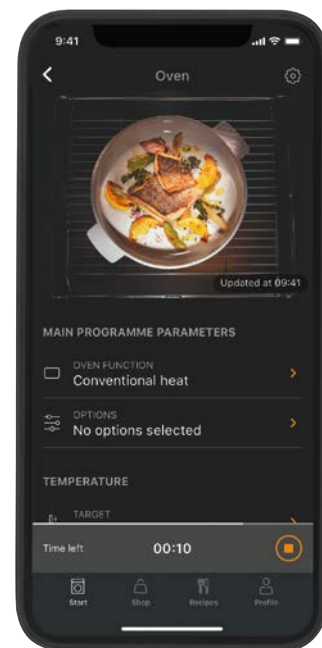 9:41
Oven
Updated at 09:41
MAIN PROGRAMME PARAMETERS
OVEN FUNCTION
Conventional heat
OPTIONS
No options selected
TEMPERATURE
TARGET
Time left 00:10
Start Shop Recipes Profile